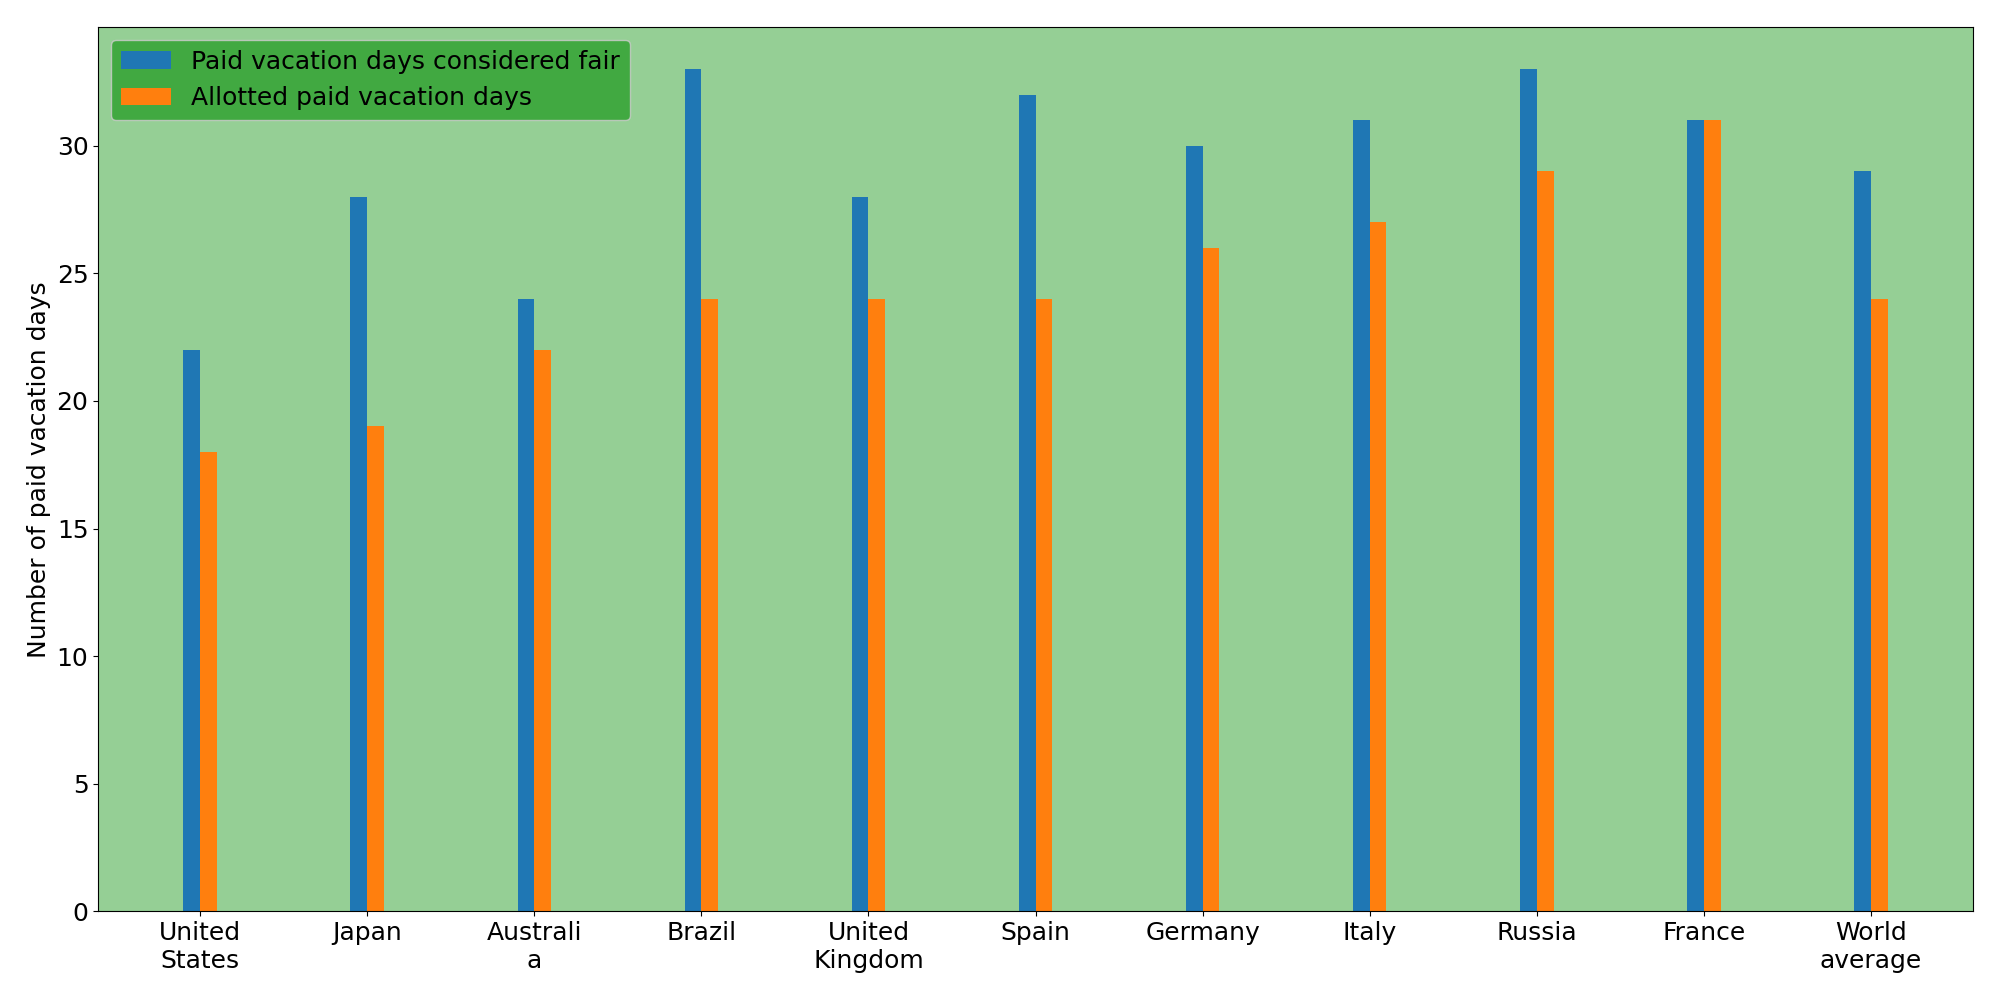 Paid vacation days considered fair
Allotted paid vacation days
Number of paid vacation days
30
25
20
15
10
5
0
United States
Japan
Australi
a
Brazil
United Kingdom
Spain
Germany
Italy
Russia
France
World average